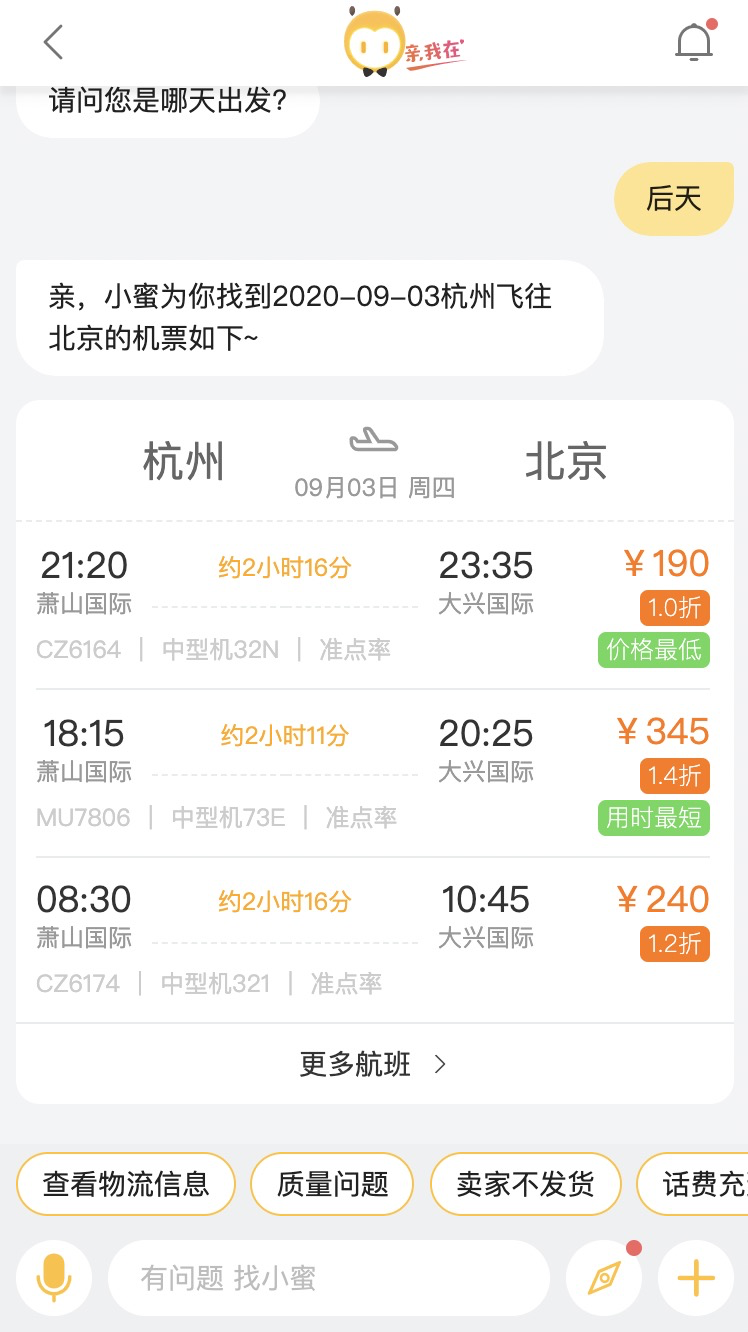 亲,我在
请问您是哪天出发?
后天
亲，小蜜为你找到2020-09-03杭州飞往
北京的机票如下~
杭州
北京
09月03日 周四
21:20 约2小时16分 23:35 ¥190
萧山国际 大兴国际 1.0折
CZ6164 | 中型机32N | 准点率 价格最低
18:15 约2小时11分 20:25 ¥345
萧山国际 大兴国际 1.4折
MU7806 | 中型机73E | 准点率 用时最短
08:30 约2小时16分 10:45 ¥240
萧山国际 大兴国际 1.2折
CZ6174 | 中型机321 | 准点率
更多航班 >
查看物流信息 质量问题 卖家不发货 话费充
有问题 找小蜜